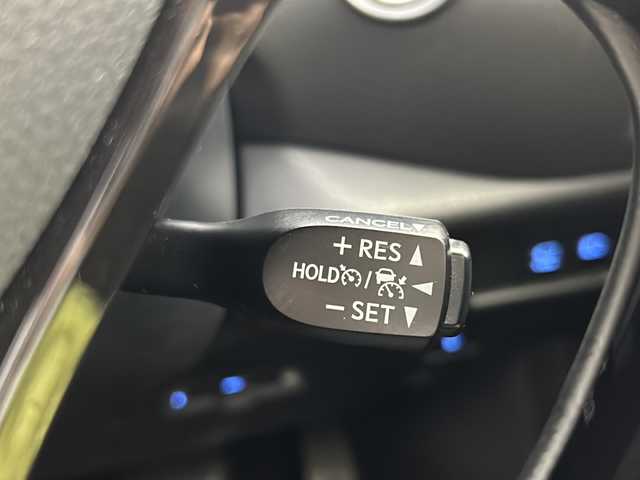 CANCEL
+ RES
HOLD /
− SET